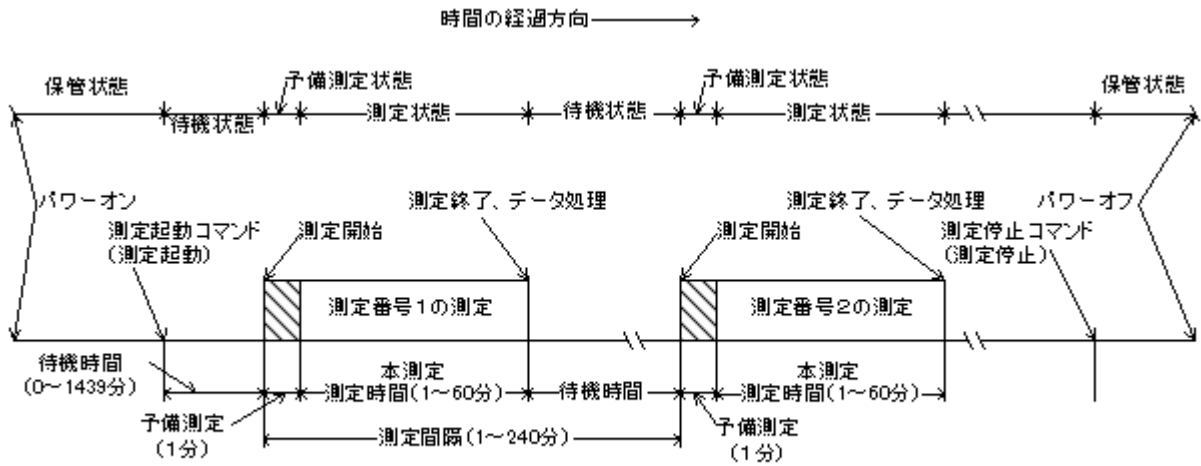 時間の経過方向
保管状態
予備測定状態
予備測定状態
保管状態
待機状態
測定状態
待機状態
測定状態
パワーオン
測定終了、データ処理
測定終了、データ処理
パワーオフ
測定起動コマンド
(測定起動)
測定開始
測定開始
測定停止コマンド
(測定停止)
測定番号1の測定
測定番号2の測定
待機時間
(0～1439分)
本測定
測定時間(1～60分)
待機時間
本測定
測定時間(1～60分)
予備測定
(1分)
測定間隔(1～240分)
予備測定
(1分)